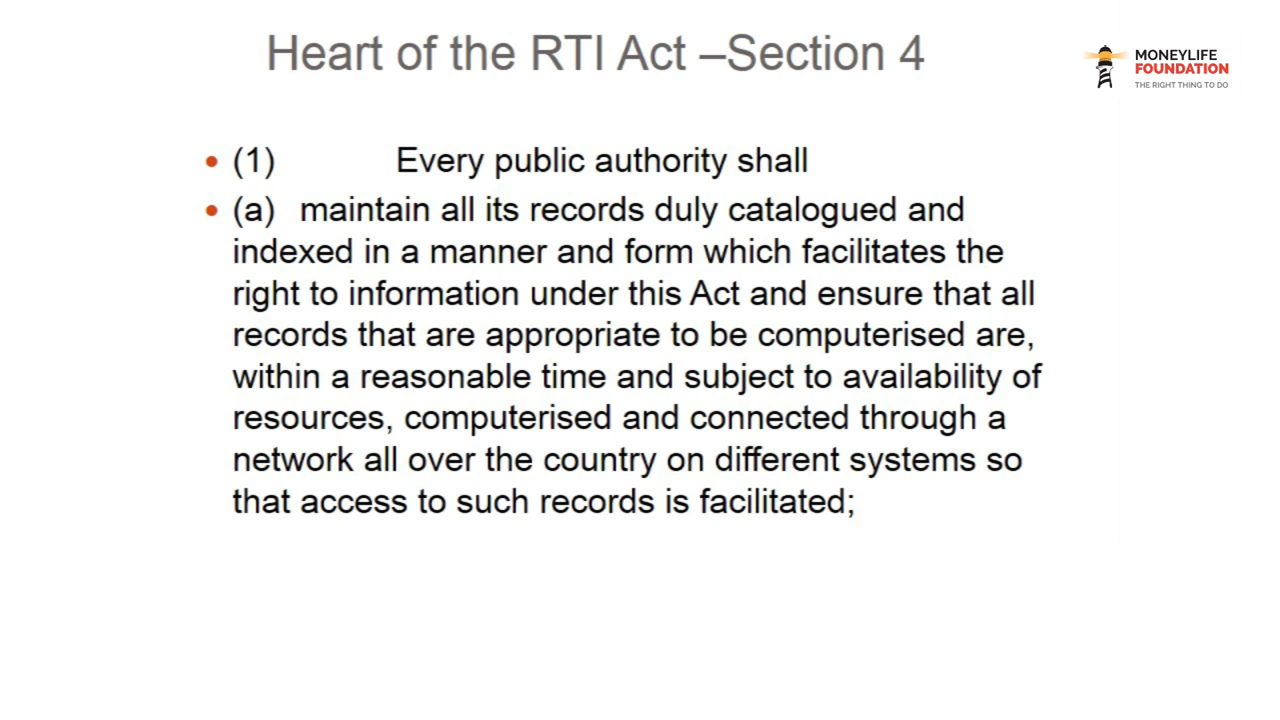 Heart of the RTI Act –Section 4
MONEYLIFE
FOUNDATION
THE RIGHT THING TO DO
• (1) Every public authority shall
• (a) maintain all its records duly catalogued and
indexed in a manner and form which facilitates the
right to information under this Act and ensure that all
records that are appropriate to be computerised are,
within a reasonable time and subject to availability of
resources, computerised and connected through a
network all over the country on different systems so
that access to such records is facilitated;